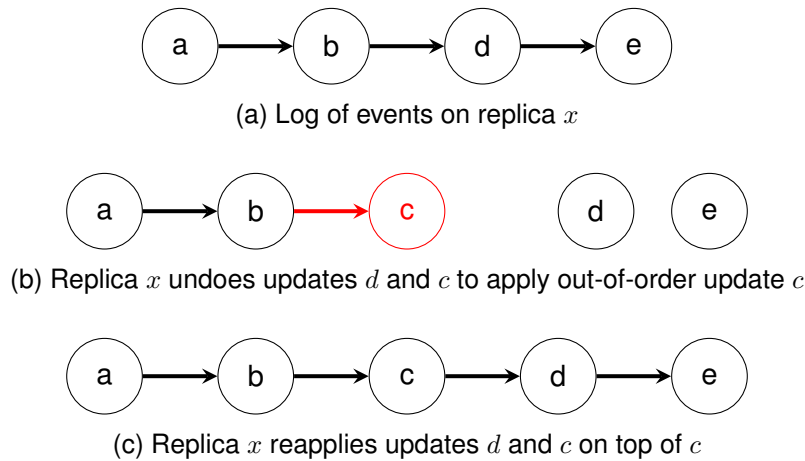 a b d e
(a) Log of events on replica x
a b c d e
(b) Replica x undoes updates d and c to apply out-of-order update c
a b c d e
(c) Replica x reapplies updates d and c on top of c